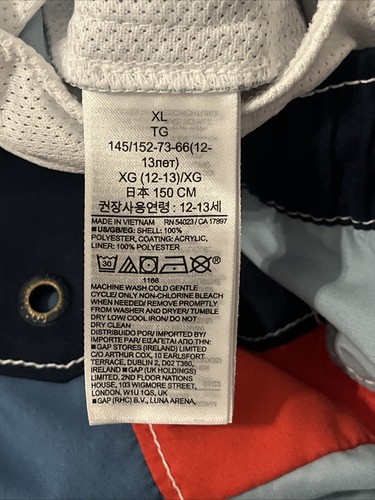 XL
TG
145/152-73-66(12-
13лет)
XG (12-13)/XG
日本 150 CM
권장사용연령 : 12-13세
MADE IN VIETNAM RN 54023 / CA 17897
■ US/GB/EG: SHELL: 100%
POLYESTER, COATING: ACRYLIC,
LINER: 100% POLYESTER
30 ®
1166
MACHINE WASH COLD GENTLE
CYCLE/ ONLY NON-CHLORINE BLEACH
WHEN NEEDED/ REMOVE PROMPTLY
FROM WASHER AND DRYER/ TUMBLE
DRY LOW/ COOL IRON/ DO NOT
DRY CLEAN
DISTRIBUIDO POR/ IMPORTED BY/
IMPORTE PAR/ ΕΙΣΑΓΕΤΑΙ ΑΠΟ ΤΗΝ:
■ GAP STORES (IRELAND) LIMITED
C/O ARTHUR COX, 10 EARLSFORT
TERRACE, DUBLIN 2, D02 T380,
IRELAND ■ GAP (UK HOLDINGS)
LIMITED, 2ND FLOOR NATIONS
HOUSE, 103 WIGMORE STREET,
LONDON, W1U 1QS, UK
■ GAP (RHC) B.V., LUNA ARENA,